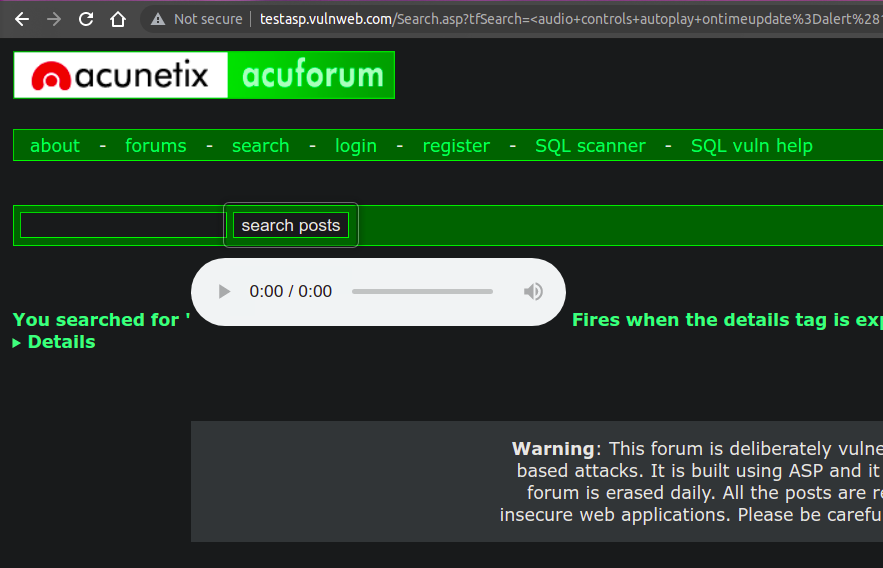 Not secure | testasp.vulnweb.com/Search.asp?tfSearch=<audio+controls+autoplay+ontimeupdate%3Dalert%28
acunetix acuforum
about - forums - search - login - register - SQL scanner - SQL vuln help
search posts
0:00 / 0:00
You searched for ' Fires when the details tag is exp
Details
Warning: This forum is deliberately vulne
based attacks. It is built using ASP and it
forum is erased daily. All the posts are re
insecure web applications. Please be carefu